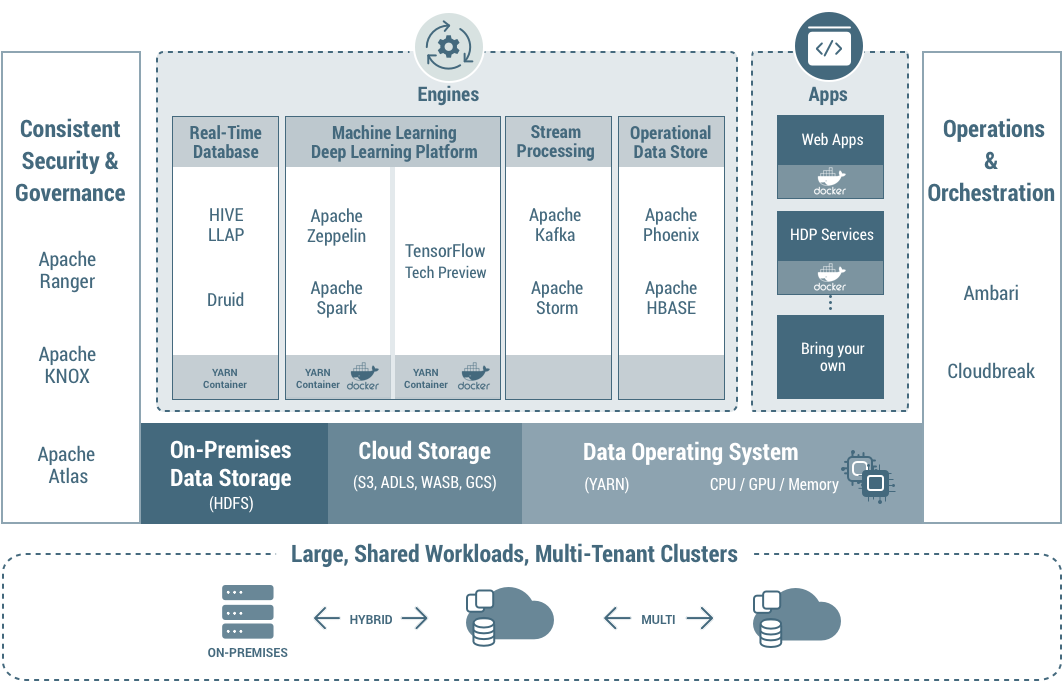 Consistent
Security &
Governance
Apache
Ranger
Apache
KNOX
Apache
Atlas
Engines
Real-Time
Database
HIVE
LLAP
Druid
YARN
Container
Machine Learning
Deep Learning Platform
Apache
Zeppelin
Apache
Spark
YARN
Container
docker
TensorFlow
Tech Preview
YARN
Container
docker
Stream
Processing
Apache
Kafka
Apache
Storm
Operational
Data Store
Apache
Phoenix
Apache
HBASE
</>
Apps
Web Apps
docker
HDP Services
docker
Bring your
own
Operations
&
Orchestration
Ambari
Cloudbreak
On-Premises
Data Storage
(HDFS)
Cloud Storage
(S3, ADLS, WASB, GCS)
Data Operating System
(YARN) CPU / GPU / Memory
Large, Shared Workloads, Multi-Tenant Clusters
ON-PREMISES
HYBRID
MULTI